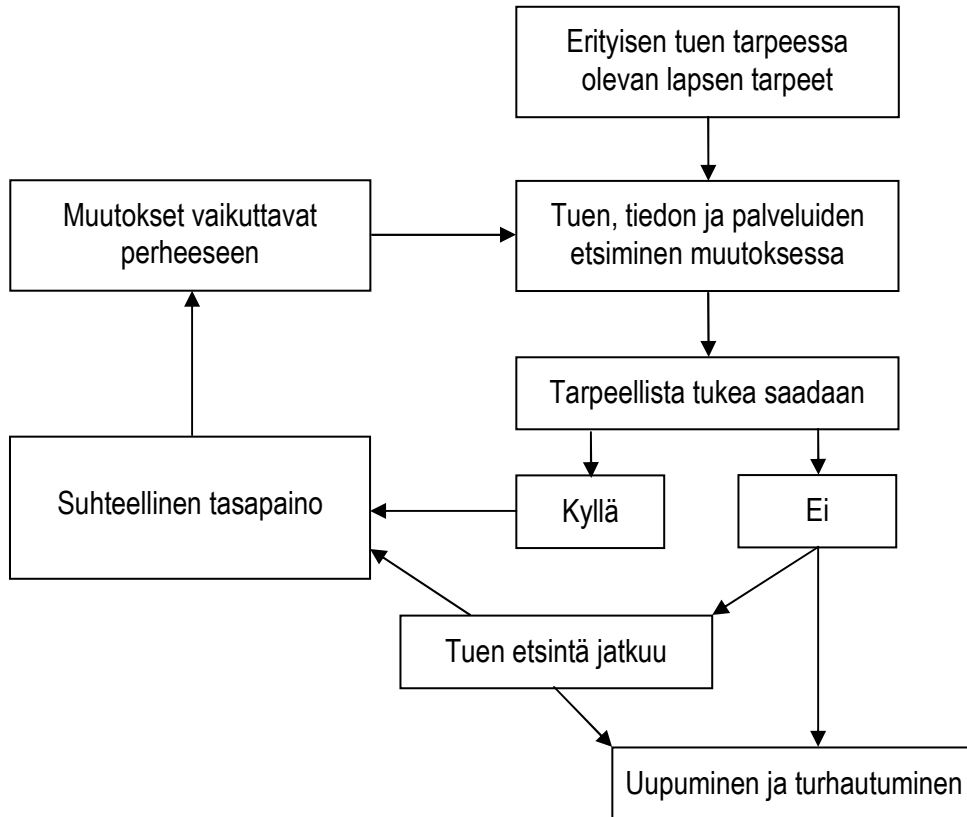 Erityisen tuen tarpeessa
olevan lapsen tarpeet
Muutokset vaikuttavat
perheeseen
Tuen, tiedon ja palveluiden
etsiminen muutoksessa
Tarpeellista tukea saadaan
Suhteellinen tasapaino
Kyllä
Ei
Tuen etsintä jatkuu
Uupuminen ja turhautuminen